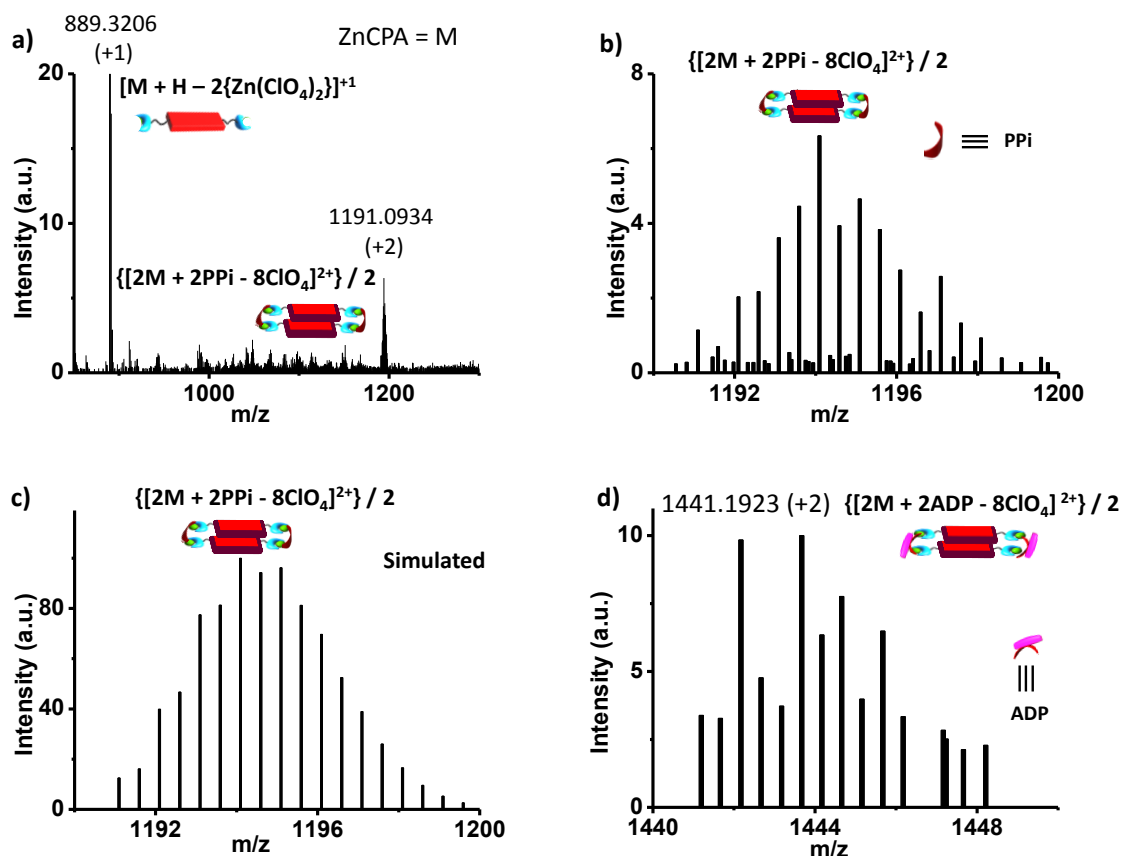 a)
889.3206
(+1)
ZnCPA = M
[M + H – 2{Zn(ClO4)2}]+1
1191.0934
(+2)
{[2M + 2PPi - 8ClO4]2+} / 2
Intensity (a.u.)
20
10
0
1000
1200
m/z
b)
{[2M + 2PPi - 8ClO4]2+} / 2
PPi
Intensity (a.u.)
8
4
0
1192
1196
1200
m/z
c)
{[2M + 2PPi - 8ClO4]2+} / 2
Simulated
Intensity (a.u.)
80
40
0
1192
1196
1200
m/z
d)
1441.1923 (+2) {[2M + 2ADP - 8ClO4] 2+} / 2
ADP
Intensity (a.u.)
10
5
0
1440
1444
1448
m/z